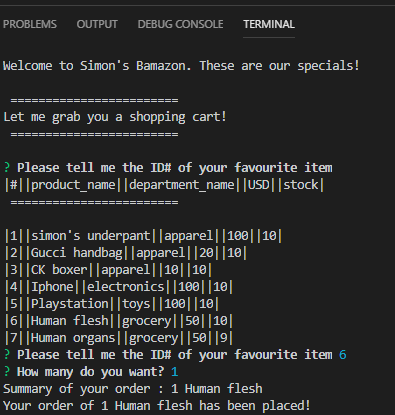 PROBLEMS OUTPUT DEBUG CONSOLE TERMINAL
Welcome to Simon's Bamazon. These are our specials!
========================
Let me grab you a shopping cart!
========================
? Please tell me the ID# of your favourite item
|#||product_name||department_name||USD||stock|
========================
|1||simon's underpant||apparel||100||10|
|2||Gucci handbag||apparel||20||10|
|3||CK boxer||apparel||10||10|
|4||Iphone||electronics||100||10|
|5||Playstation||toys||100||10|
|6||Human flesh||grocery||50||10|
|7||Human organs||grocery||50||9|
? Please tell me the ID# of your favourite item 6
? How many do you want? 1
Summary of your order : 1 Human flesh
Your order of 1 Human flesh has been placed!